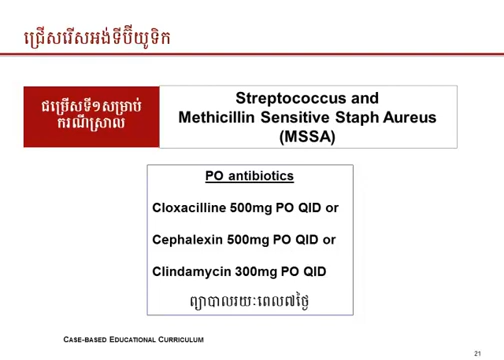 ជ្រើសរើសអង់ទីប៊ីយូទិក
ជម្រើសទី១សម្រាប់
ករណីស្រាល
Streptococcus and
Methicillin Sensitive Staph Aureus
(MSSA)
PO antibiotics
Cloxacilline 500mg PO QID or
Cephalexin 500mg PO QID or
Clindamycin 300mg PO QID
ព្យាបាលរយៈពេល៧ថ្ងៃ
CASE-BASED EDUCATIONAL CURRICULUM
21